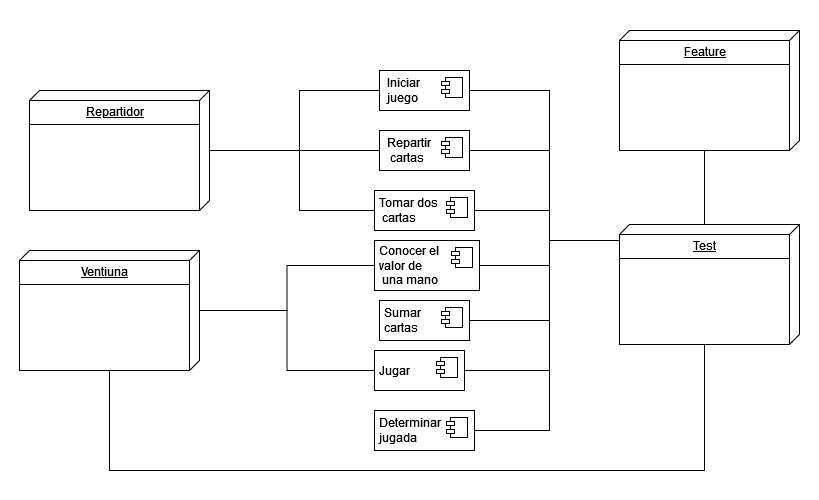 Feature
Repartidor
Iniciar
juego
Repartir
cartas
Tomar dos
cartas
Ventiuna
Conocer el
valor de
una mano
Test
Sumar
cartas
Jugar
Determinar
jugada